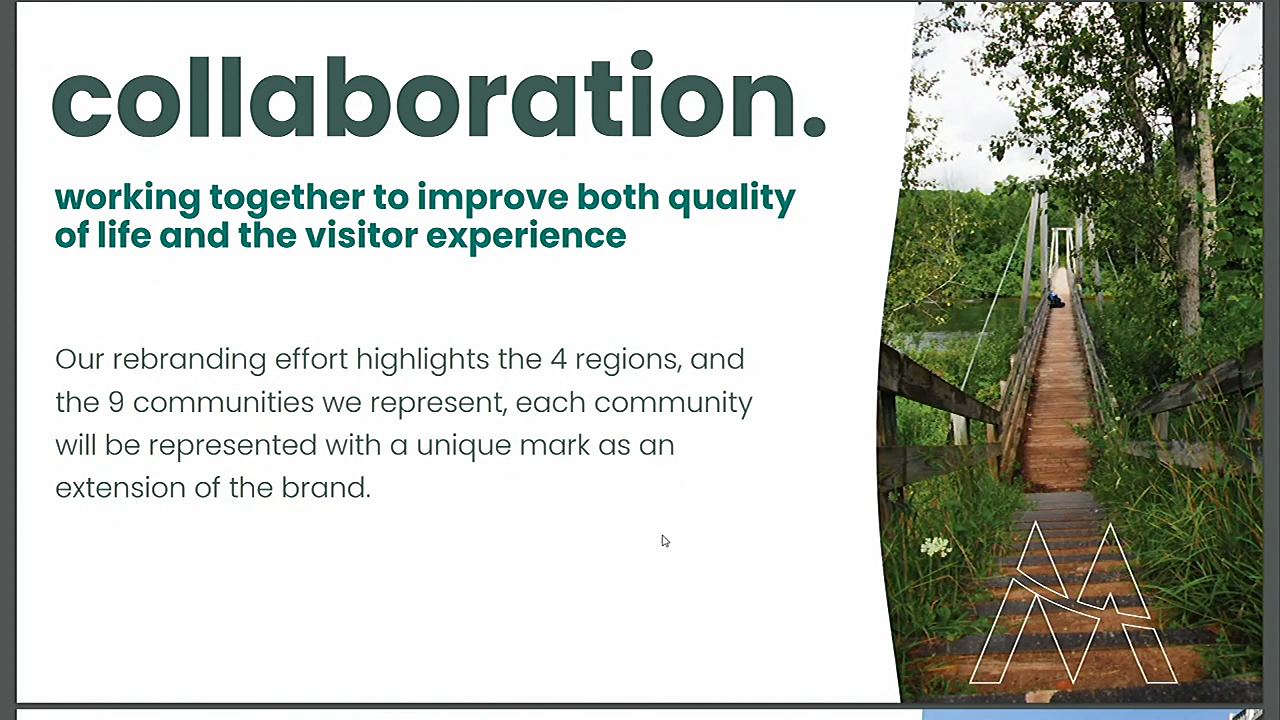 collaboration.
working together to improve both quality
of life and the visitor experience
Our rebranding effort highlights the 4 regions, and
the 9 communities we represent, each community
will be represented with a unique mark as an
extension of the brand.